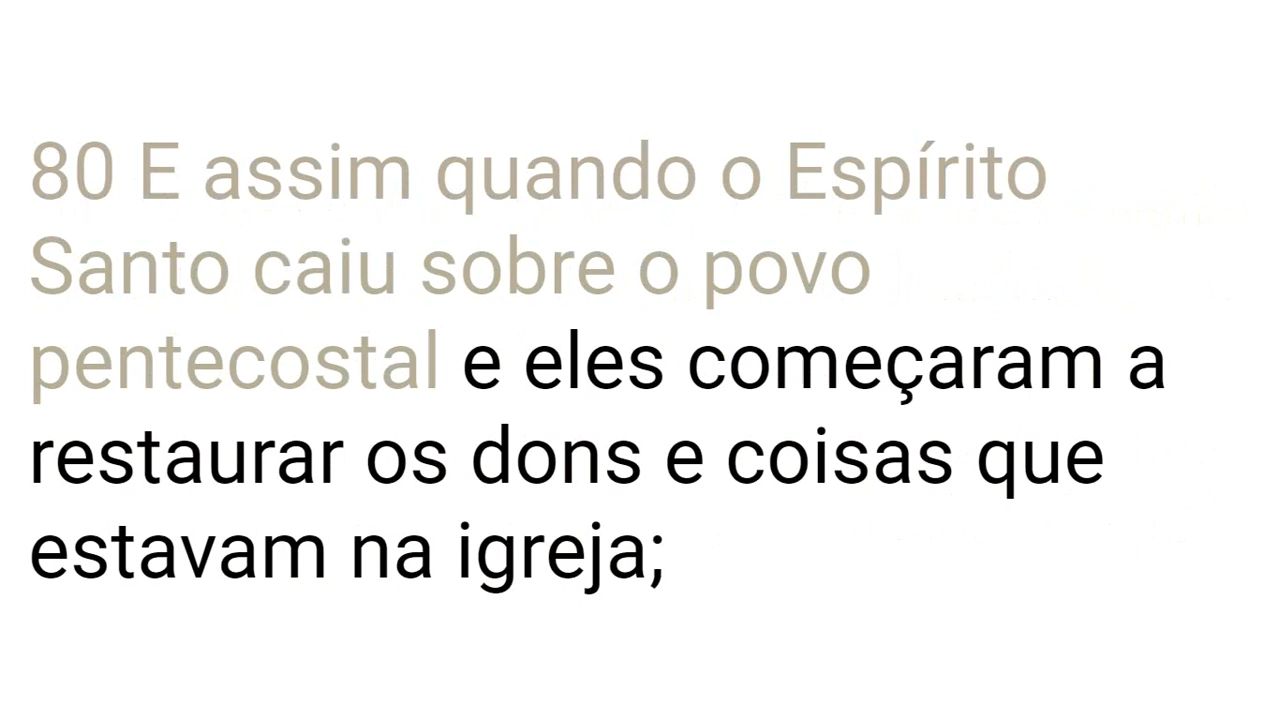 80 E assim quando o Espírito
Santo caiu sobre o povo
pentecostal e eles começaram a
restaurar os dons e coisas que
estavam na igreja;